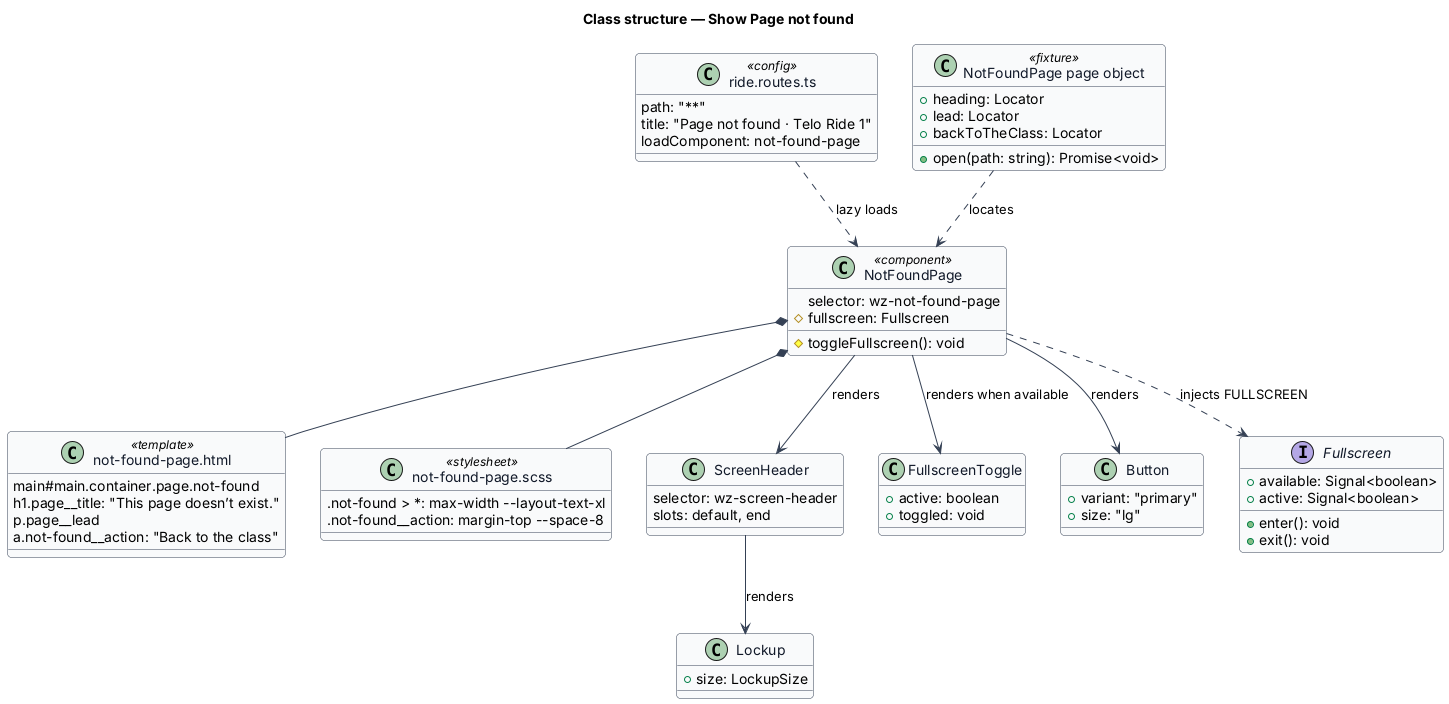 Class structure — Show Page not found
«config»
ride.routes.ts
path: "**"
title: "Page not found · Telo Ride 1"
loadComponent: not-found-page
«fixture»
NotFoundPage page object
heading: Locator
lead: Locator
backToTheClass: Locator
open(path: string): Promise<void>
lazy loads
locates
«component»
NotFoundPage
selector: wz-not-found-page
fullscreen: Fullscreen
toggleFullscreen(): void
renders
renders when available
renders
injects FULLSCREEN
«template»
not-found-page.html
main#main.container.page.not-found
h1.page__title: "This page doesn’t exist."
p.page__lead
a.not-found__action: "Back to the class"
«stylesheet»
not-found-page.scss
.not-found > *: max-width --layout-text-xl
.not-found__action: margin-top --space-8
ScreenHeader
selector: wz-screen-header
slots: default, end
FullscreenToggle
active: boolean
toggled: void
Button
variant: "primary"
size: "lg"
Fullscreen
available: Signal<boolean>
active: Signal<boolean>
enter(): void
exit(): void
renders
Lockup
size: LockupSize